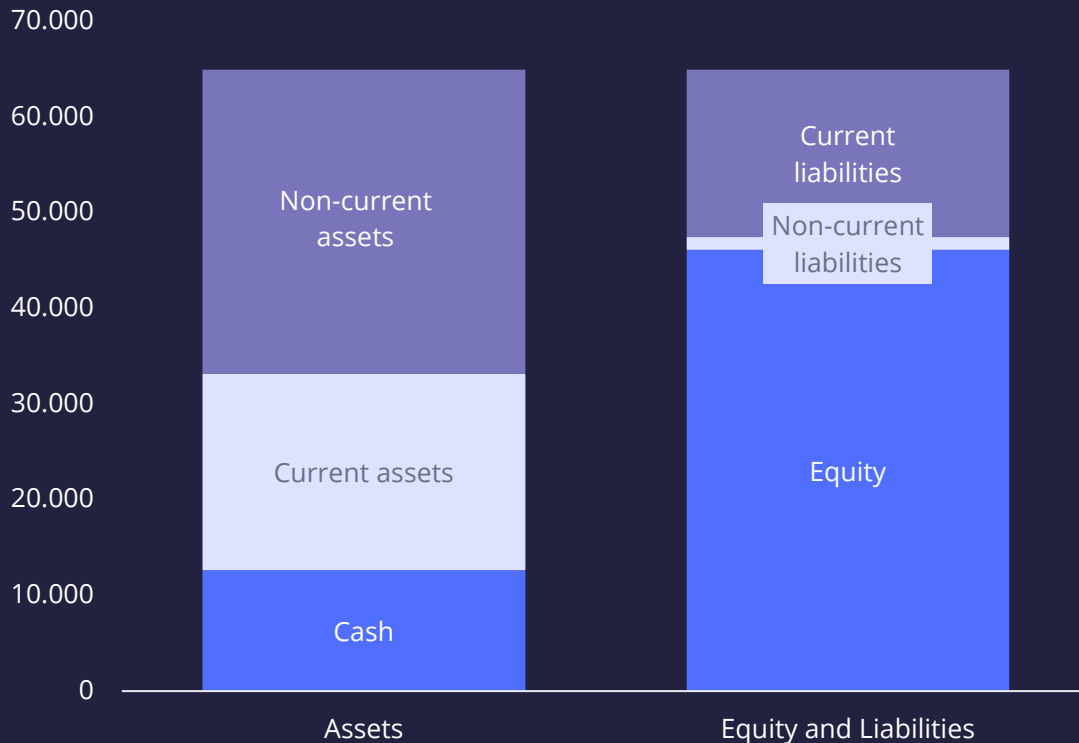 70.000
60.000
50.000
40.000
30.000
20.000
10.000
0
Non-current
assets
Current assets
Cash
Current
liabilities
Non-current
liabilities
Equity
Assets
Equity and Liabilities